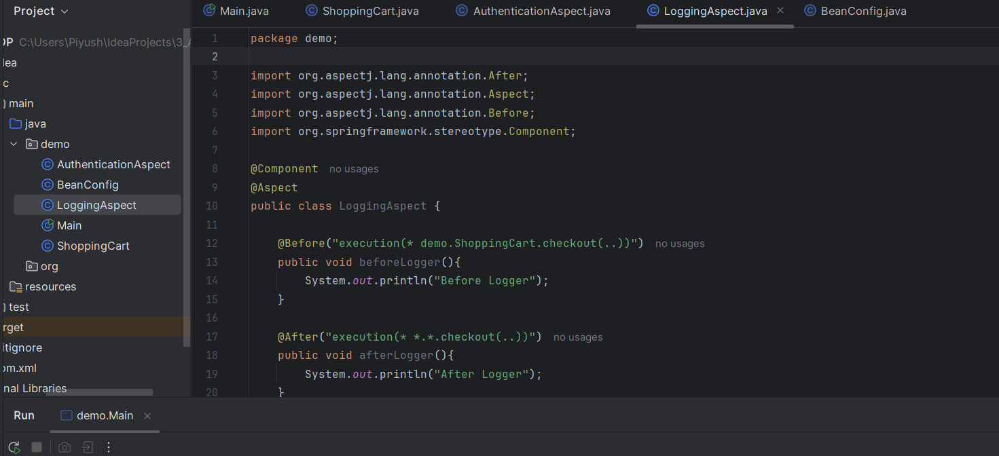 Project
Main.java
ShoppingCart.java
AuthenticationAspect.java
LoggingAspect.java
BeanConfig.java
OP C:\Users\Piyush\IdeaProjects\3_A
dea
c
main
java
demo
AuthenticationAspect
BeanConfig
LoggingAspect
Main
ShoppingCart
org
resources
test
rget
itignore
om.xml
nal Libraries
1 package demo;
2
3 import org.aspectj.lang.annotation.After;
4 import org.aspectj.lang.annotation.Aspect;
5 import org.aspectj.lang.annotation.Before;
6 import org.springframework.stereotype.Component;
7
8 @Component no usages
9 @Aspect
10 public class LoggingAspect {
11
12 @Before("execution(* demo.ShoppingCart.checkout(..))") no usages
13 public void beforeLogger(){
14 System.out.println("Before Logger");
15 }
16
17 @After("execution(* *.*.checkout(..))") no usages
18 public void afterLogger(){
19 System.out.println("After Logger");
20 }
Run
demo.Main